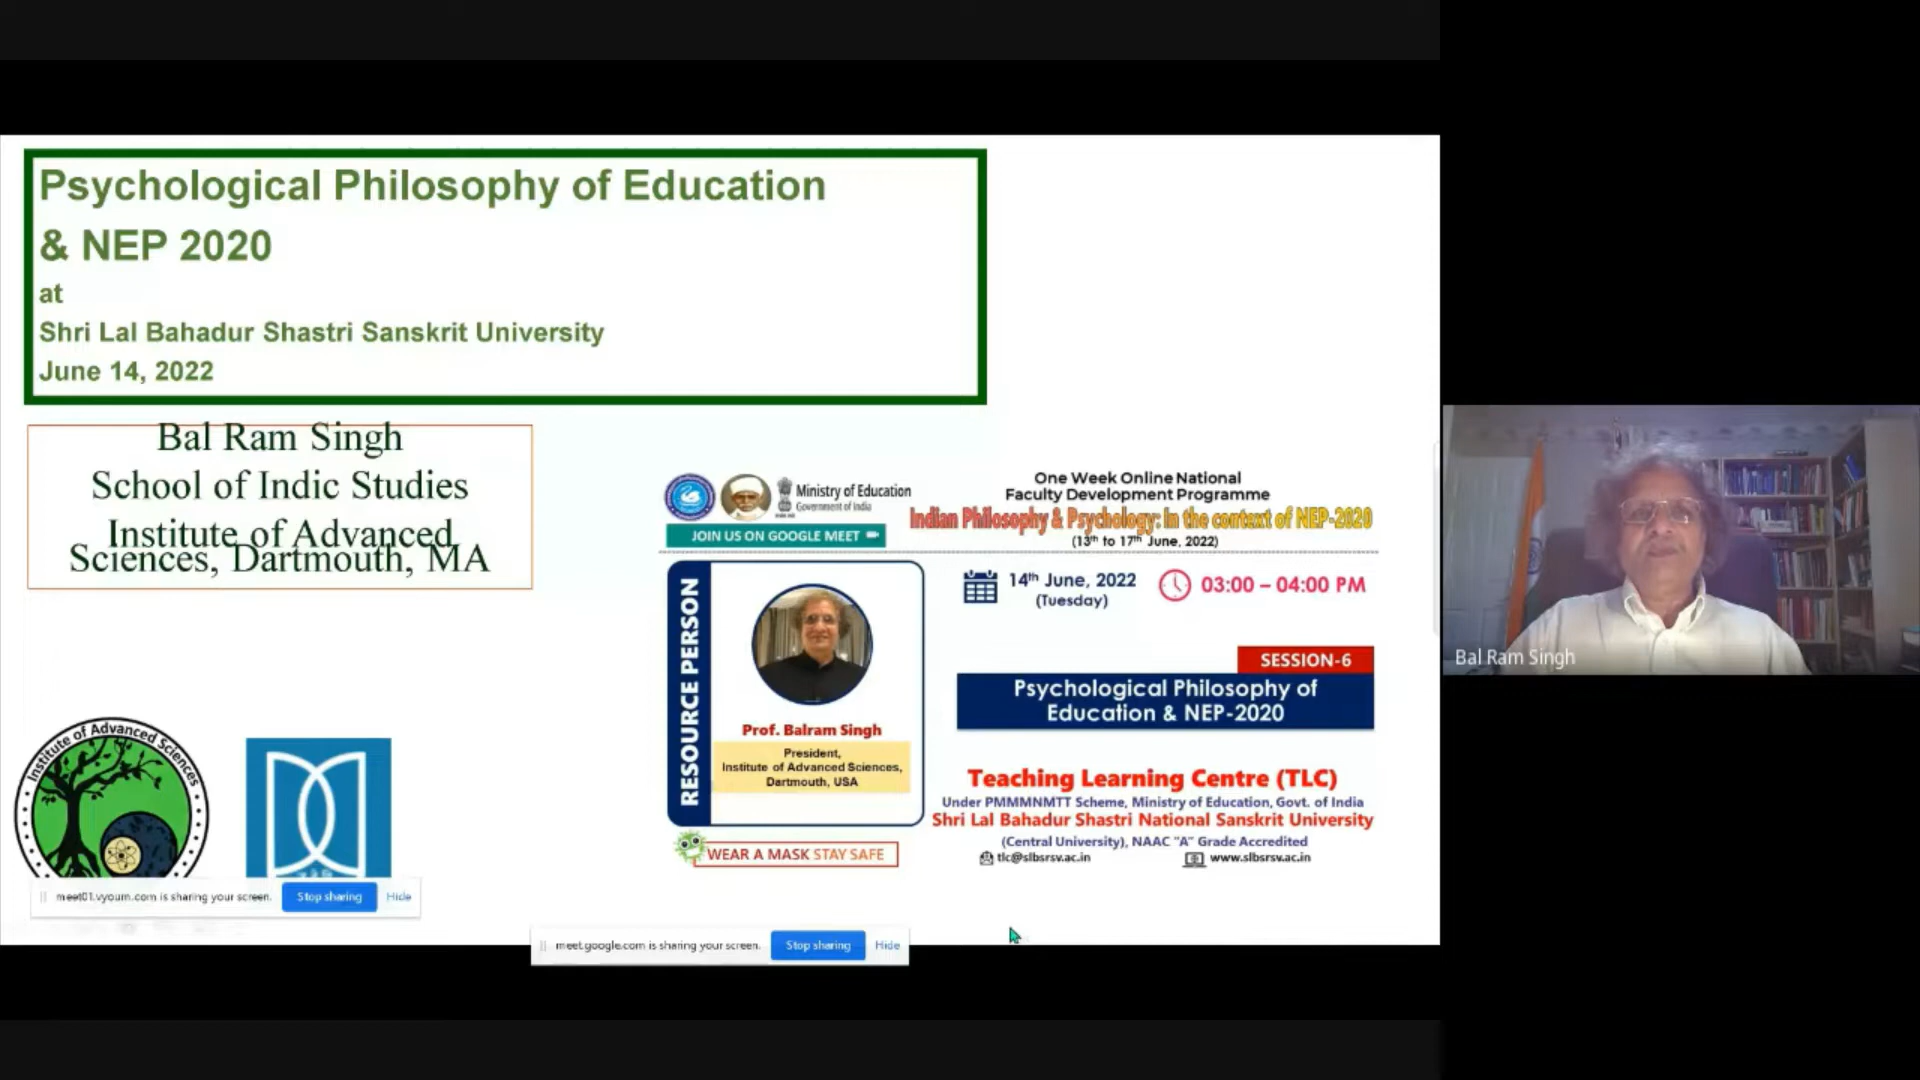 Psychological Philosophy of Education
& NEP 2020
at
Shri Lal Bahadur Shastri Sanskrit University
June 14, 2022
Bal Ram Singh
School of Indic Studies
Institute of Advanced
Sciences, Dartmouth, MA
Ministry of Education
Government of India
JOIN US ON GOOGLE MEET
One Week Online National
Faculty Development Programme
Indian Philosophy & Psychology: In the context of NEP-2020
(13th to 17th June, 2022)
RESOURCE PERSON
Prof. Balram Singh
President,
Institute of Advanced Sciences,
Dartmouth, USA
WEAR A MASK STAY SAFE
14th June, 2022
(Tuesday)
03:00 – 04:00 PM
SESSION-6
Psychological Philosophy of
Education & NEP-2020
Teaching Learning Centre (TLC)
Under PMMMNMTT Scheme, Ministry of Education, Govt. of India
Shri Lal Bahadur Shastri National Sanskrit University
(Central University), NAAC "A" Grade Accredited
tlc@slbsrsv.ac.in
www.slbsrsv.ac.in
Bal Ram Singh
Institute of Advanced Sciences
meet01.vyoum.com is sharing your screen.
Stop sharing
Hide
meet.google.com is sharing your screen.
Stop sharing
Hide